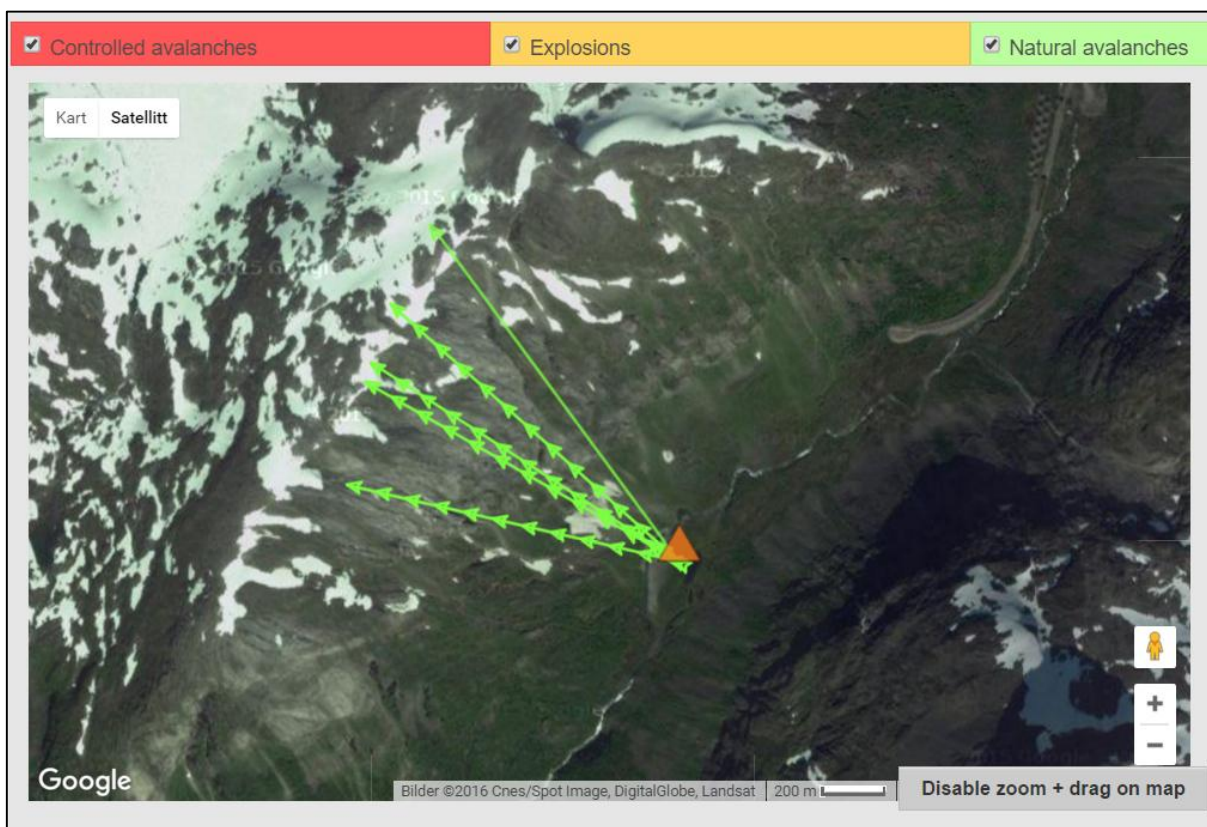 Controlled avalanches
Explosions
Natural avalanches
Kart
Satellitt
Google
Bilder ©2016 Cnes/Spot Image, DigitalGlobe, Landsat
200 m
Disable zoom + drag on map